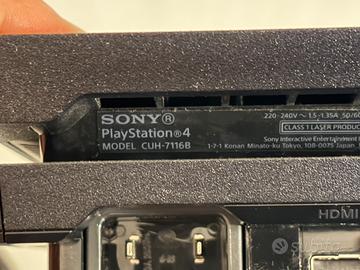 SONY®
PlayStation®4
MODEL CUH-7116B
220-240V~ 1.5-1.35A 50/60
CLASS 1 LASER PRODUC
Sony Interactive Entertainment
1-7-1 Konan Minato-ku Tokyo, 108-0075 Japan
HDMI
subito